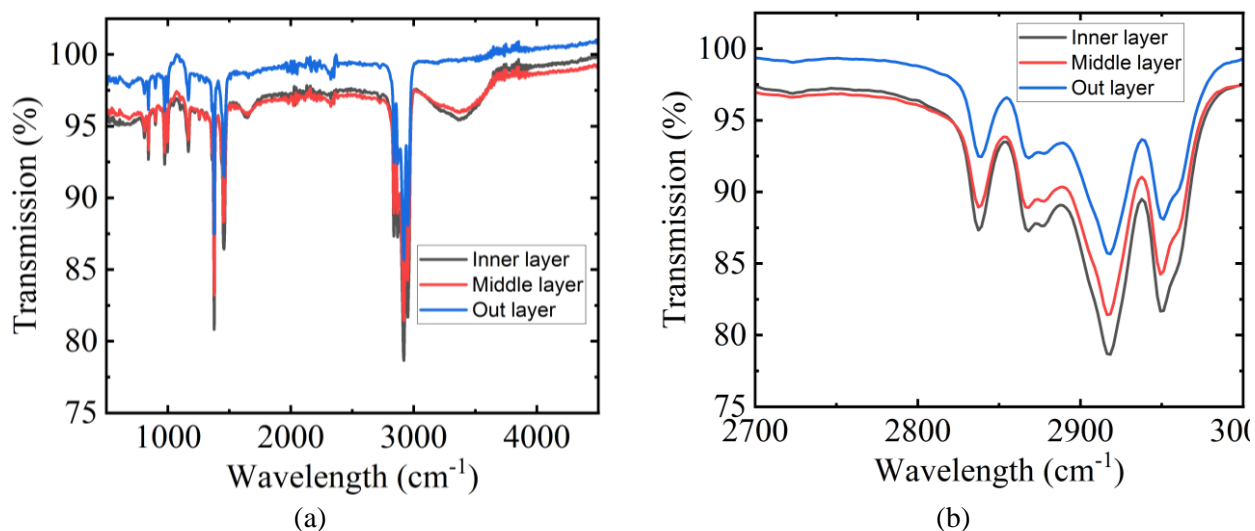 100
95
90
85
80
75
Transmission (%)
Inner layer
Middle layer
Out layer
1000
2000
3000
4000
Wavelength (cm-1)
(a)
100
95
90
85
80
75
Transmission (%)
Inner layer
Middle layer
Out layer
2700
2800
2900
300
Wavelength (cm-1)
(b)